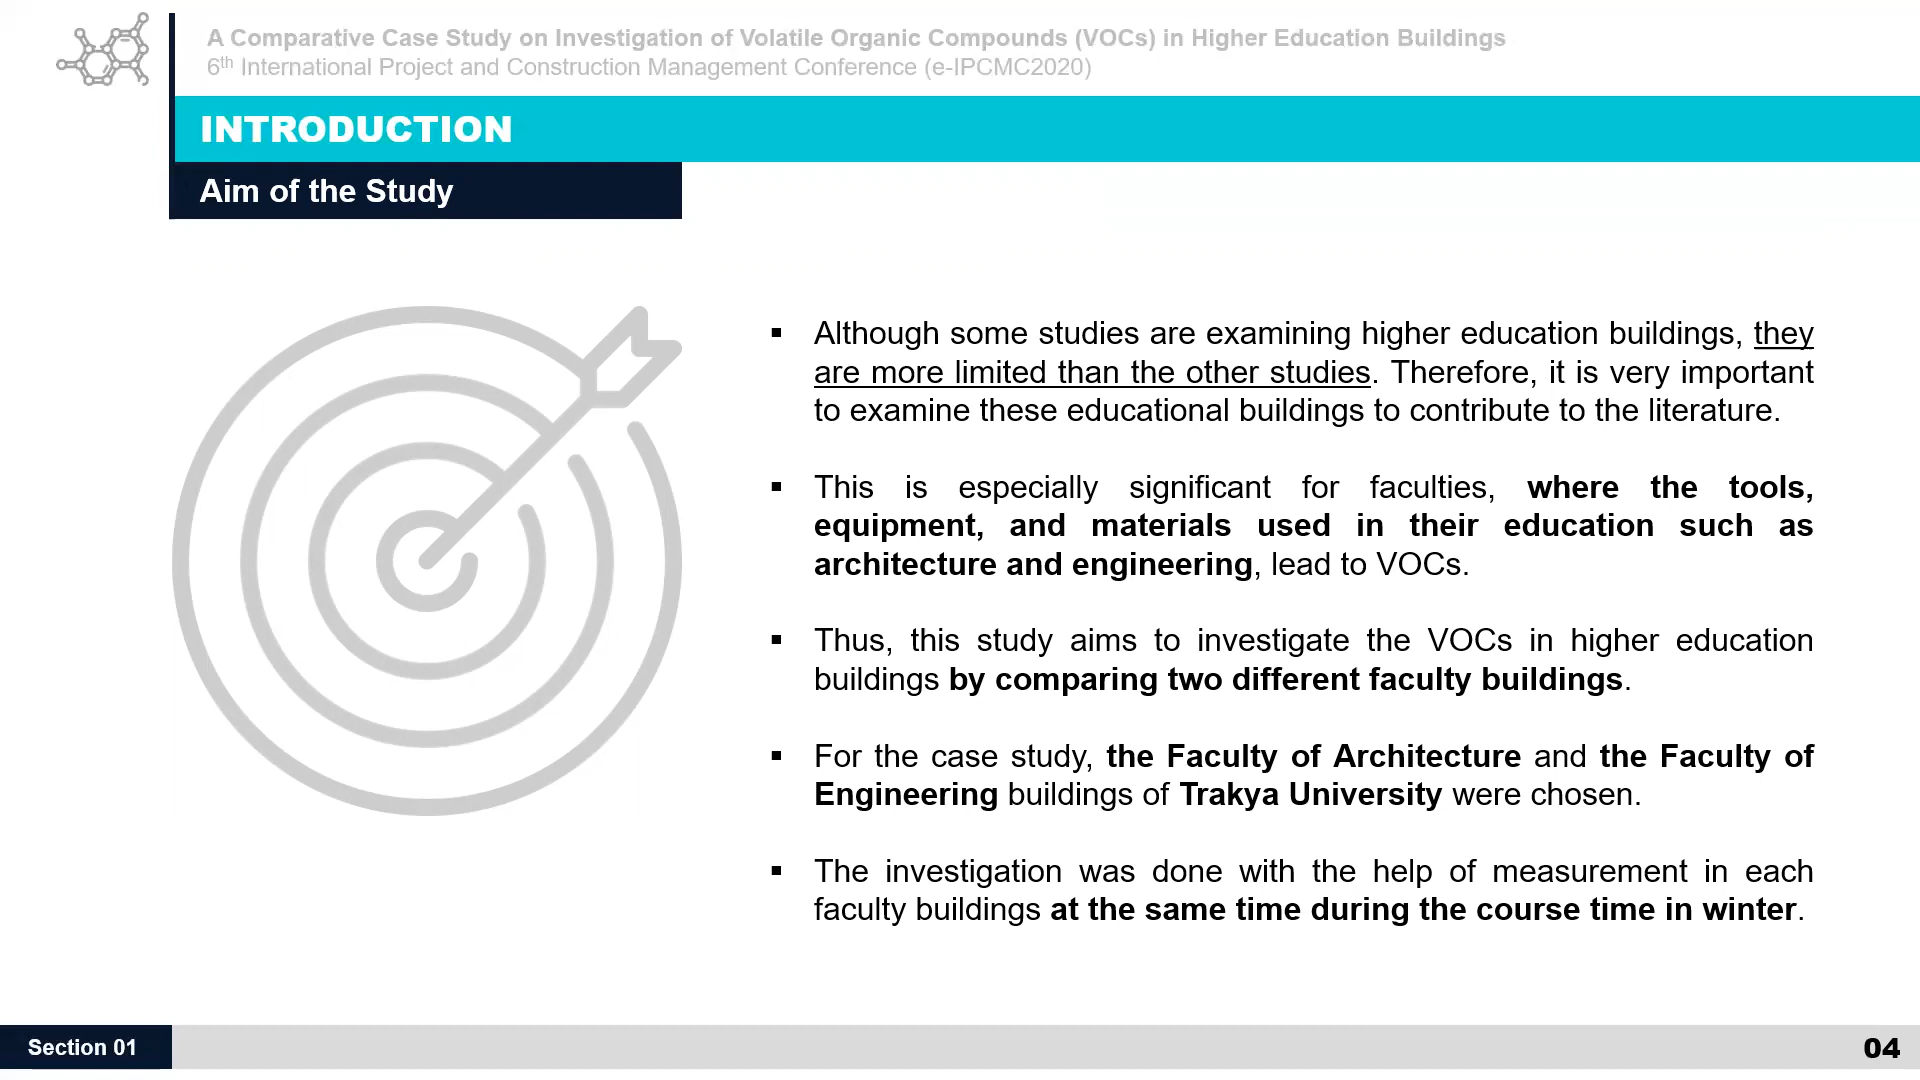 A Comparative Case Study on Investigation of Volatile Organic Compounds (VOCs) in Higher Education Buildings
6th International Project and Construction Management Conference (e-IPCMC2020)
INTRODUCTION
Aim of the Study
▪ Although some studies are examining higher education buildings, they
are more limited than the other studies. Therefore, it is very important
to examine these educational buildings to contribute to the literature.
▪ This is especially significant for faculties, where the tools,
equipment, and materials used in their education such as
architecture and engineering, lead to VOCs.
▪ Thus, this study aims to investigate the VOCs in higher education
buildings by comparing two different faculty buildings.
▪ For the case study, the Faculty of Architecture and the Faculty of
Engineering buildings of Trakya University were chosen.
▪ The investigation was done with the help of measurement in each
faculty buildings at the same time during the course time in winter.
Section 01
04